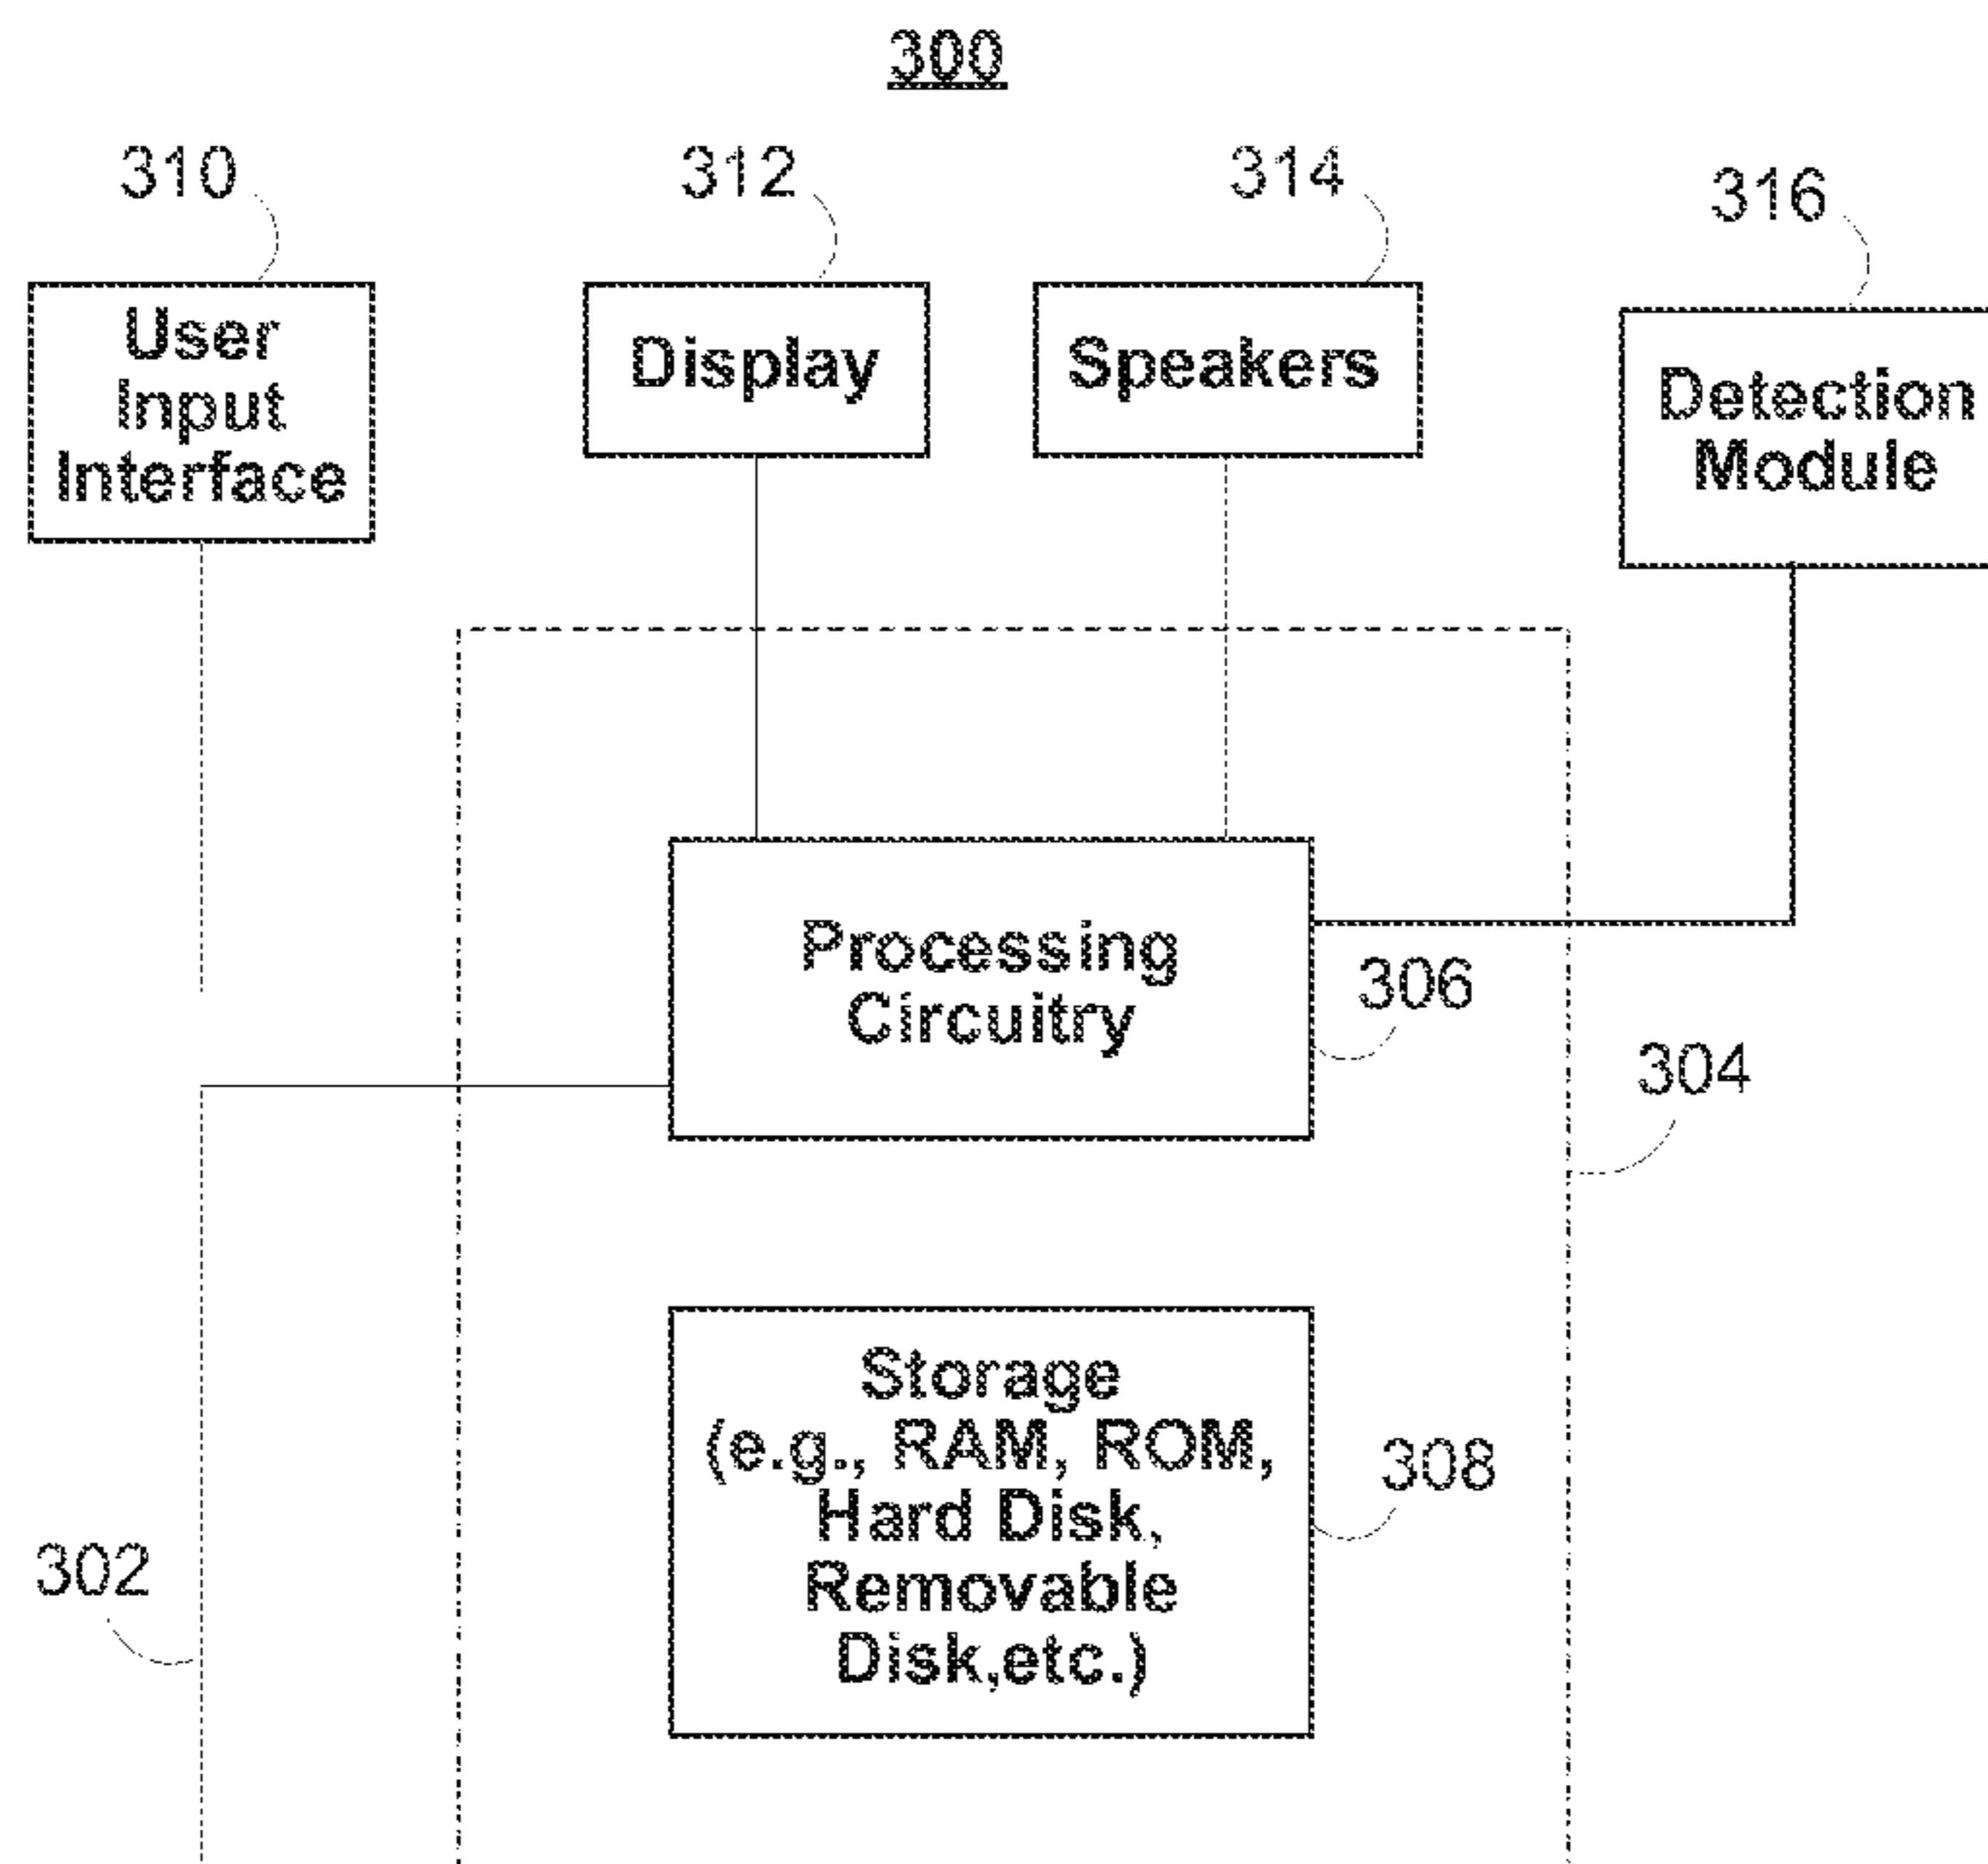 300
310
312
314
316
User
Input
Interface
Display
Speakers
Detection
Module
Processing
Circuitry
306
304
Storage
(e.g., RAM, ROM,
Hard Disk,
Removable
Disk,etc.)
308
302